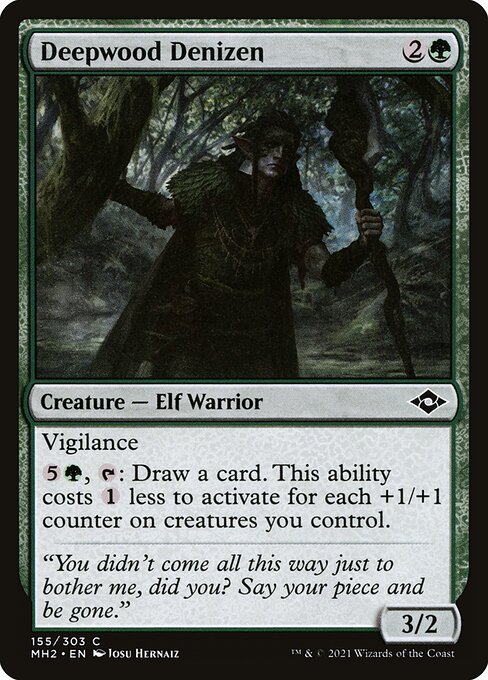 Deepwood Denizen 2
Creature — Elf Warrior
Vigilance
5, : Draw a card. This ability
costs 1 less to activate for each +1/+1
counter on creatures you control.
“You didn’t come all this way just to
bother me, did you? Say your piece and
be gone.”
3/2
155/303 C
MH2 • EN Josu Hernaiz
™ & © 2021 Wizards of the Coast